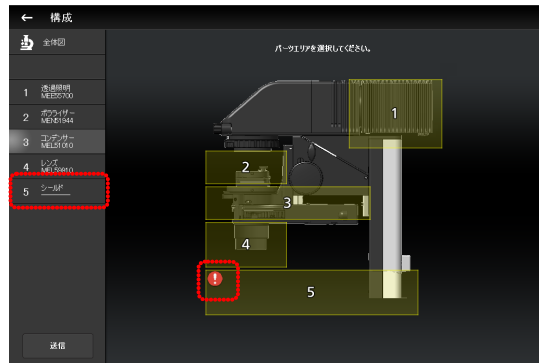 ← 構成
全体図
パーツエリアを選択してください。
1 透過照明
MEE55700
2 ポラライザー
MEN51944
3 コンデンサー
MEL51010
4 レンズ
MEL59910
5 シールド
1
2
3
4
!
5
送信